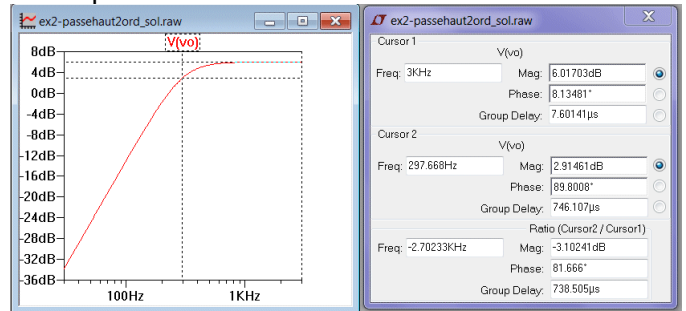 ex2-passehaut2ord_sol.raw
V(vo)
8dB
4dB
0dB
-4dB
-8dB
-12dB
-16dB
-20dB
-24dB
-28dB
-32dB
-36dB
100Hz 1KHz
ex2-passehaut2ord_sol.raw
Cursor 1
V(vo)
Freq: 3KHz Mag: 6.01703dB
Phase: 8.13481°
Group Delay: 7.60141µs
Cursor 2
V(vo)
Freq: 297.668Hz Mag: 2.91461dB
Phase: 89.8008°
Group Delay: 746.107µs
Ratio (Cursor2 / Cursor1)
Freq: -2.70233KHz Mag: -3.10241dB
Phase: 81.666°
Group Delay: 738.505µs